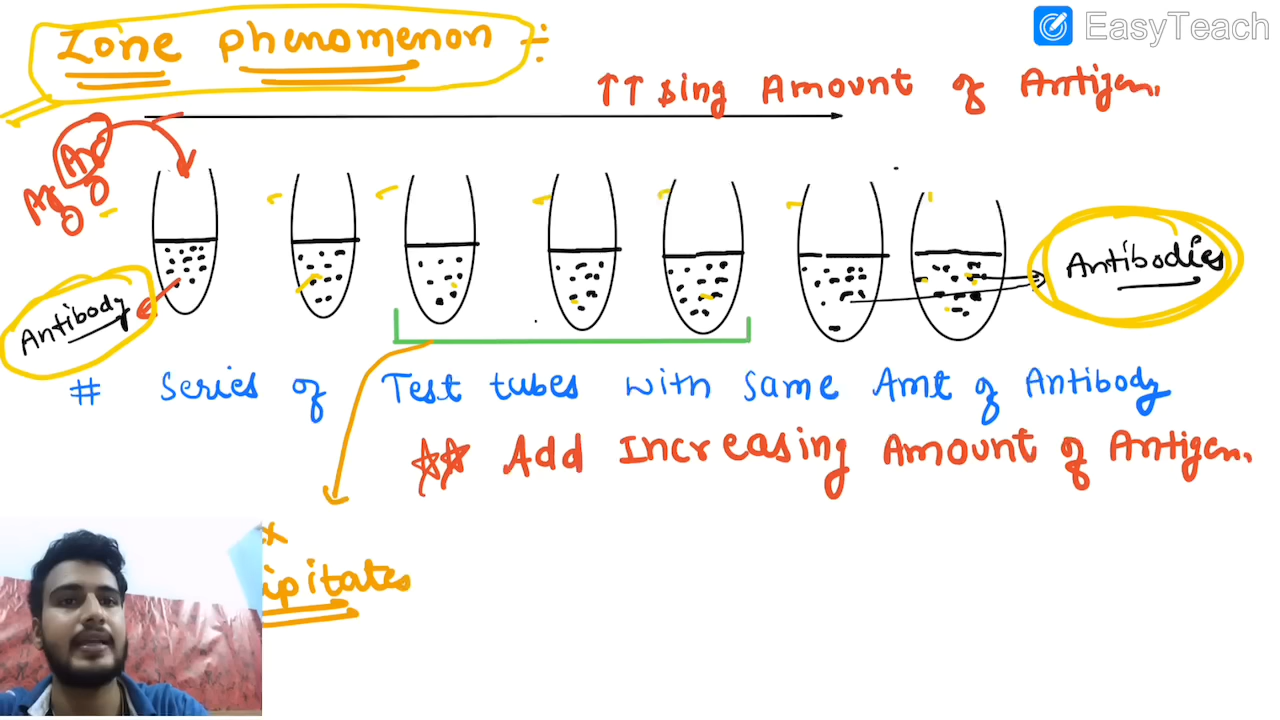 EasyTeach
Zone phenomenon :-
↑↑sing Amount of Antigen.
Ag
Antibodies
Antibody
# Series of Test tubes with Same Amt of Antibody
☆☆ Add Increasing Amount of Antigen.
x
ipitates